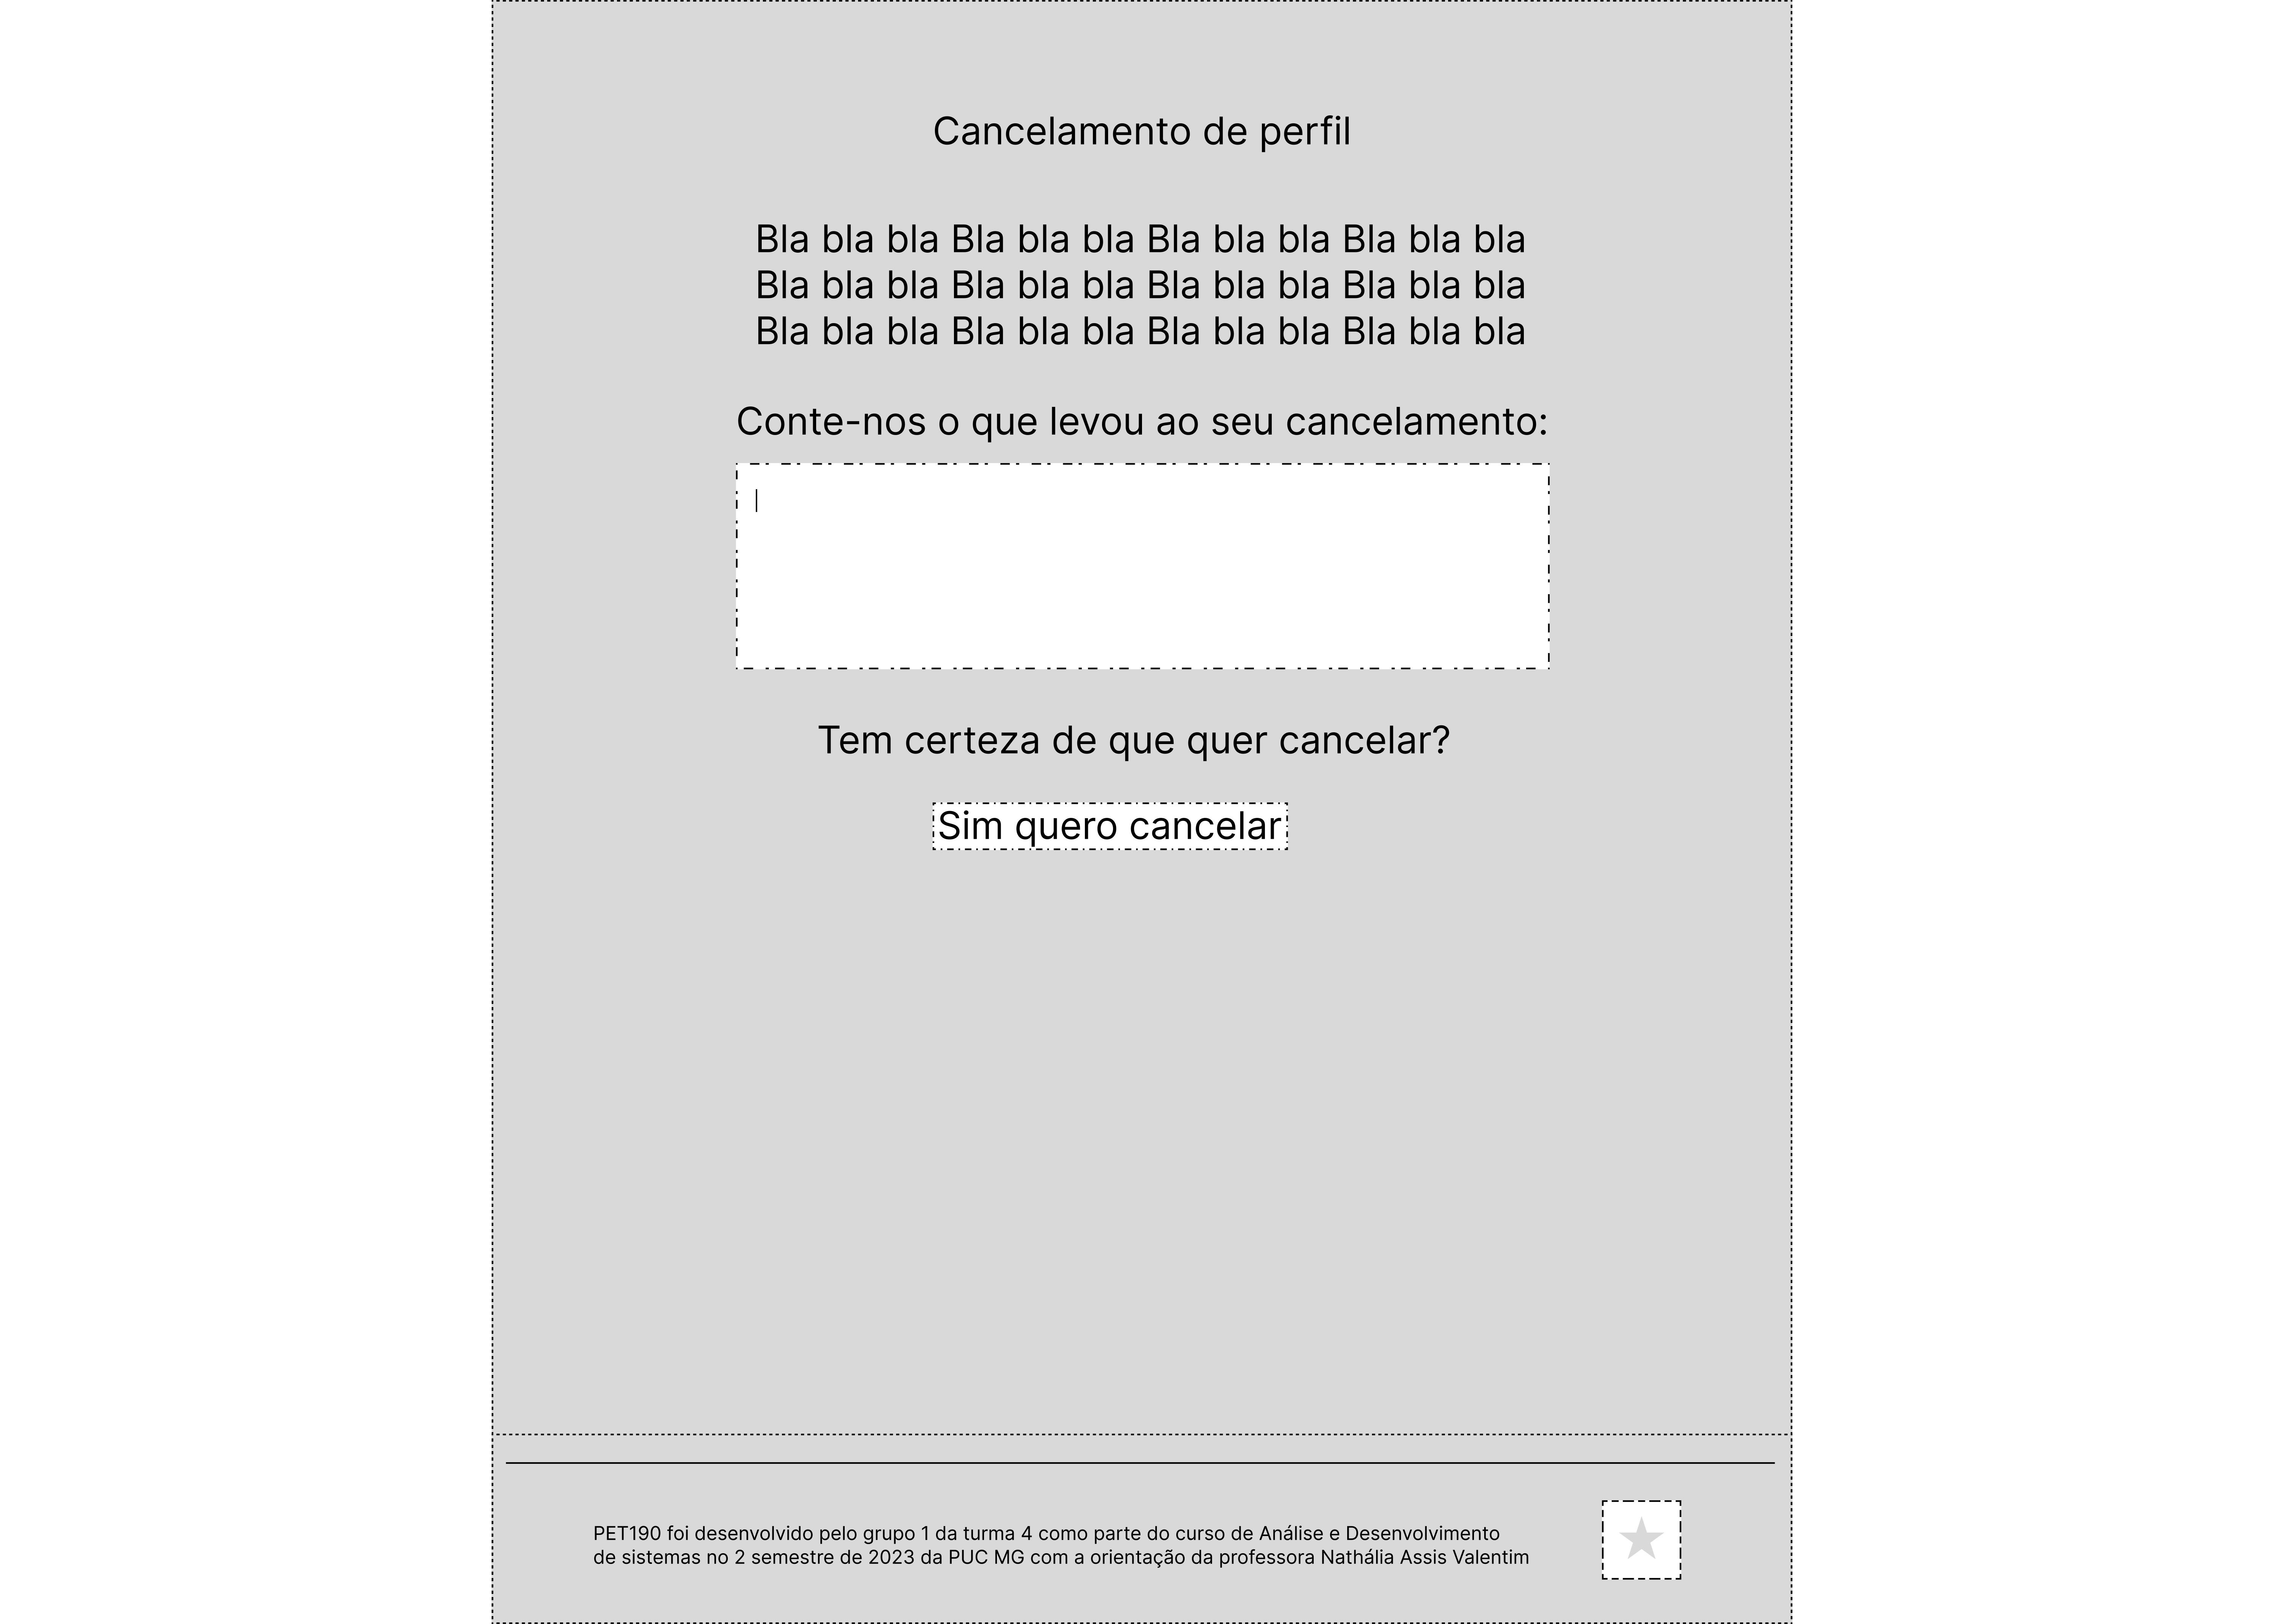 Cancelamento de perfil
Bla bla bla Bla bla bla Bla bla bla Bla bla bla
Bla bla bla Bla bla bla Bla bla bla Bla bla bla
Bla bla bla Bla bla bla Bla bla bla Bla bla bla
Conte-nos o que levou ao seu cancelamento:
Tem certeza de que quer cancelar?
Sim quero cancelar
PET190 foi desenvolvido pelo grupo 1 da turma 4 como parte do curso de Análise e Desenvolvimento
de sistemas no 2 semestre de 2023 da PUC MG com a orientação da professora Nathália Assis Valentim